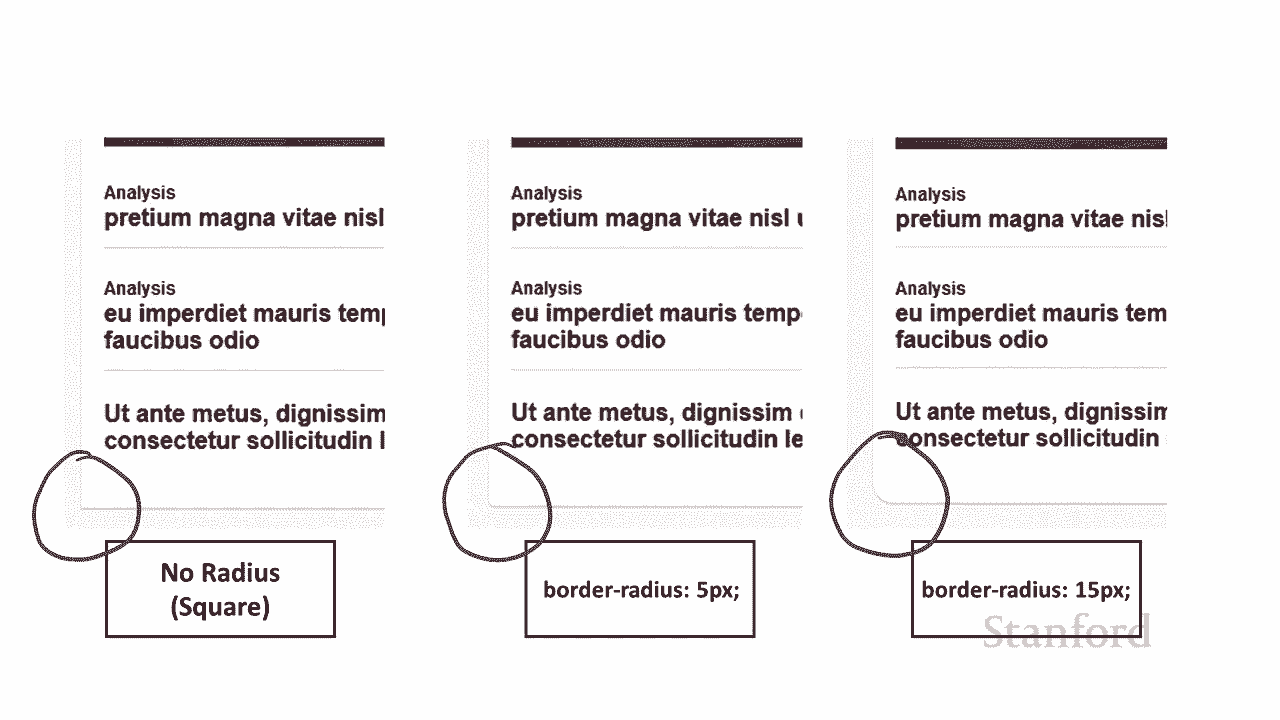 Analysis
pretium magna vitae nisl
Analysis
eu imperdiet mauris temp
faucibus odio
Ut ante metus, dignissim
consectetur sollicitudin l
No Radius
(Square)
Analysis
pretium magna vitae nisl u
Analysis
eu imperdiet mauris temp
faucibus odio
Ut ante metus, dignissim
consectetur sollicitudin le
border-radius: 5px;
Analysis
pretium magna vitae nisl
Analysis
eu imperdiet mauris tem
faucibus odio
Ut ante metus, dignissim
consectetur sollicitudin
border-radius: 15px;
Stanford